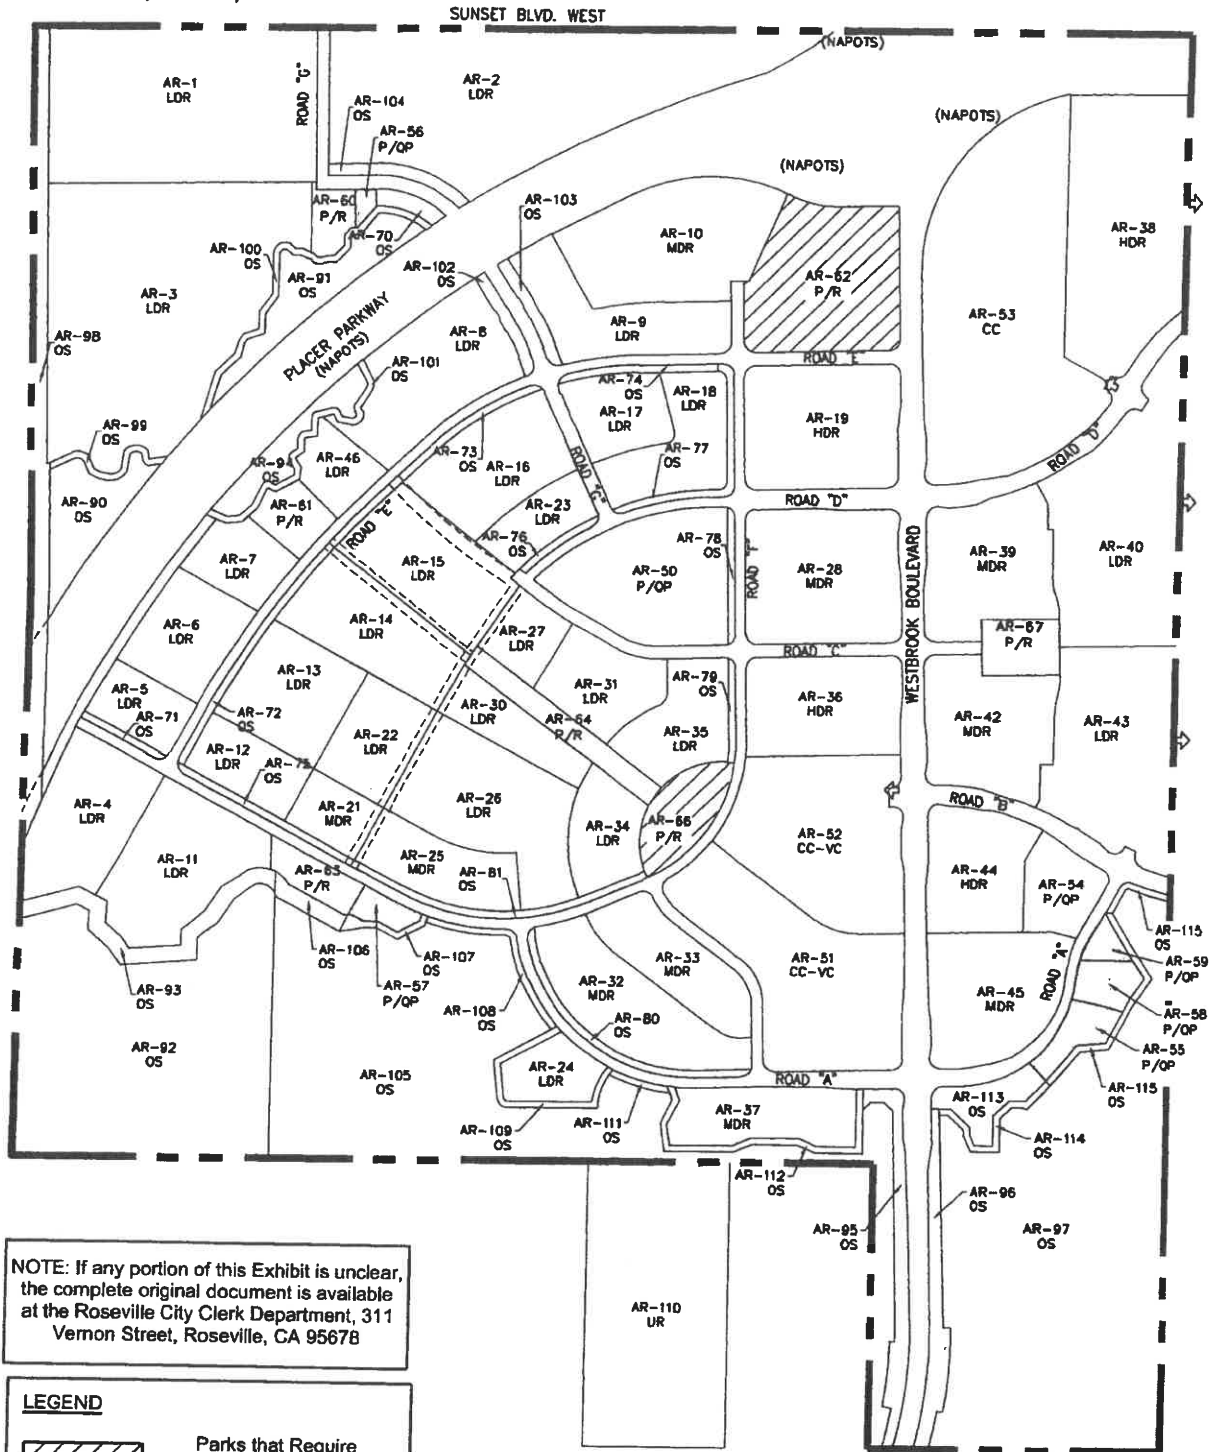 SUNSET BLVD. WEST
(NAPOTS)
AR-1
LDR
ROAD "G"
AR-2
LDR
AR-104
OS
AR-56
P/QP
(NAPOTS)
(NAPOTS)
AR-60
P/R
AR-103
OS
AR-70
OS
AR-100
OS
AR-10
MDR
AR-38
HDR
AR-102
OS
AR-91
OS
AR-62
P/R
AR-3
LDR
AR-53
CC
AR-98
OS
PLACER PARKWAY
(NAPOTS)
AR-8
LDR
AR-9
LDR
AR-101
OS
ROAD "E"
AR-74
OS
AR-18
LDR
AR-17
LDR
AR-19
HDR
AR-99
OS
AR-73
OS
AR-77
OS
ROAD "D"
AR-94
OS
AR-46
LDR
AR-16
LDR
ROAD "G"
AR-90
OS
AR-61
P/R
AR-23
LDR
ROAD "D"
ROAD "E"
AR-76
OS
AR-78
OS
AR-7
LDR
AR-15
LDR
AR-50
P/QP
ROAD "F"
AR-28
MDR
WESTBROOK BOULEVARD
AR-39
MDR
AR-40
LDR
AR-6
LDR
AR-14
LDR
AR-27
LDR
AR-67
P/R
ROAD "C"
AR-13
LDR
AR-5
LDR
AR-71
OS
AR-72
OS
AR-31
LDR
AR-79
OS
AR-36
HDR
AR-30
LDR
AR-64
P/R
AR-42
MDR
AR-43
LDR
AR-12
LDR
AR-22
LDR
AR-35
LDR
AR-75
OS
AR-4
LDR
AR-21
MDR
AR-26
LDR
ROAD "B"
AR-34
LDR
AR-66
P/R
AR-52
CC-VC
AR-11
LDR
AR-25
MDR
AR-63
P/R
AR-81
OS
AR-44
HDR
AR-54
P/QP
AR-115
OS
AR-106
OS
AR-107
OS
AR-33
MDR
AR-51
CC-VC
AR-59
P/QP
AR-93
OS
AR-57
P/QP
AR-32
MDR
AR-45
MDR
ROAD "A"
AR-108
OS
AR-58
P/QP
AR-92
OS
AR-80
OS
AR-55
P/QP
AR-105
OS
AR-24
LDR
ROAD "A"
AR-115
OS
AR-113
OS
AR-37
MDR
AR-109
OS
AR-111
OS
AR-114
OS
AR-112
OS
AR-96
OS
AR-95
OS
AR-97
OS
NOTE: If any portion of this Exhibit is unclear,
the complete original document is available
at the Roseville City Clerk Department, 311
Vernon Street, Roseville, CA 95678
AR-110
UR
LEGEND
Parks that Require